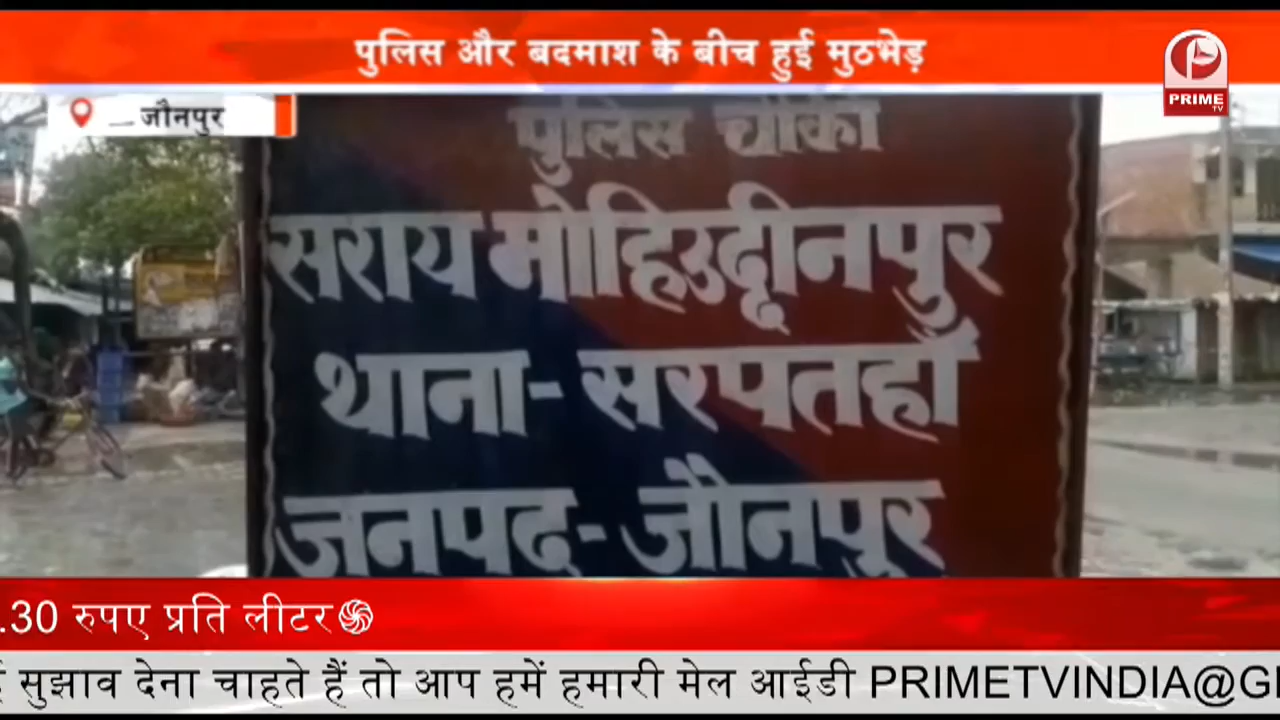 पुलिस और बदमाश के बीच हुई मुठभेड़
PRIME
TV
जौनपुर
पुलिस चौकी
सराय मोहिउद्दीनपुर
थाना- सरपतहाँ
जनपद- जौनपुर
.30 रुपए प्रति लीटर
सुझाव देना चाहते हैं तो आप हमें हमारी मेल आईडी PRIMETVINDIA@G